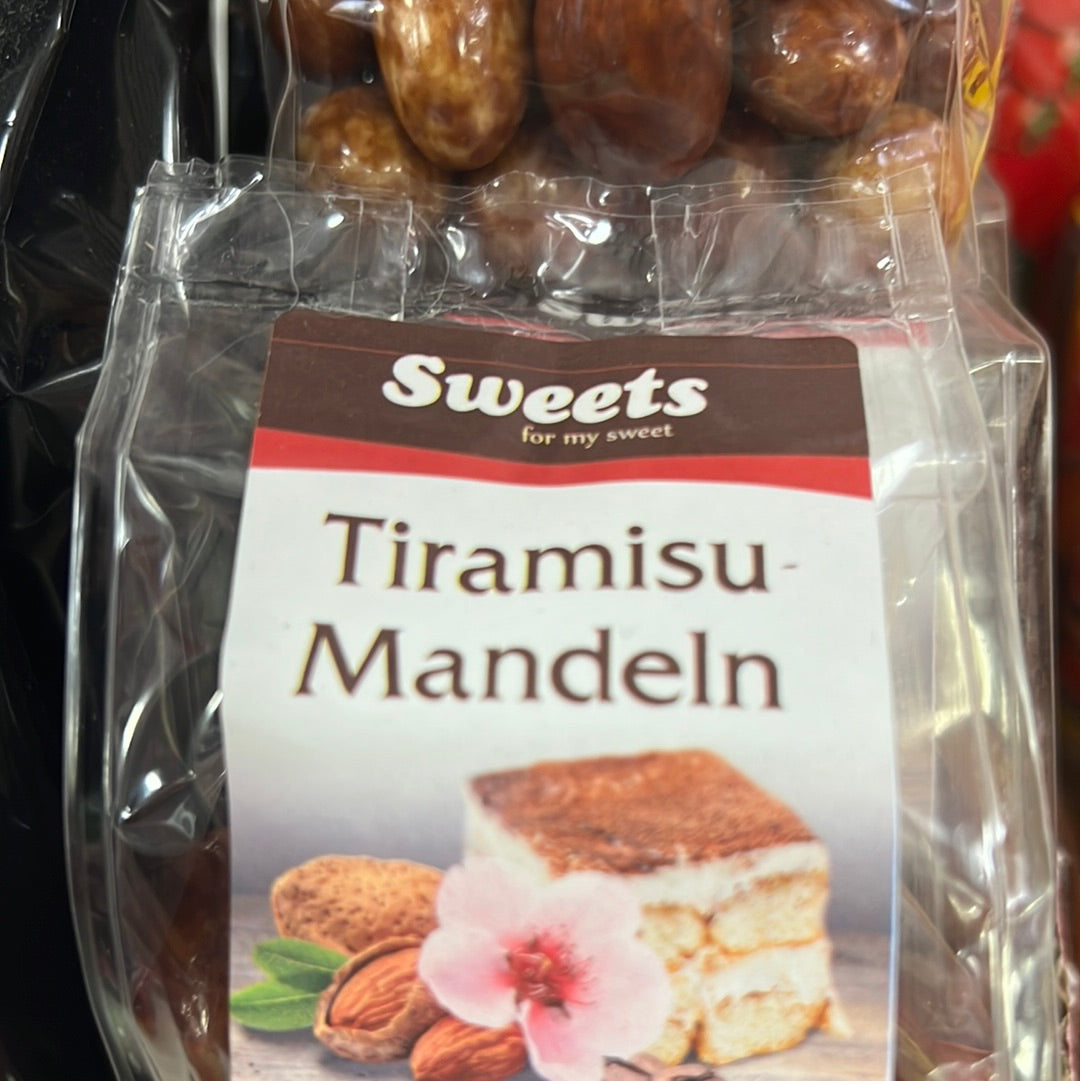 Sweets
for my sweet
Tiramisu-
Mandeln